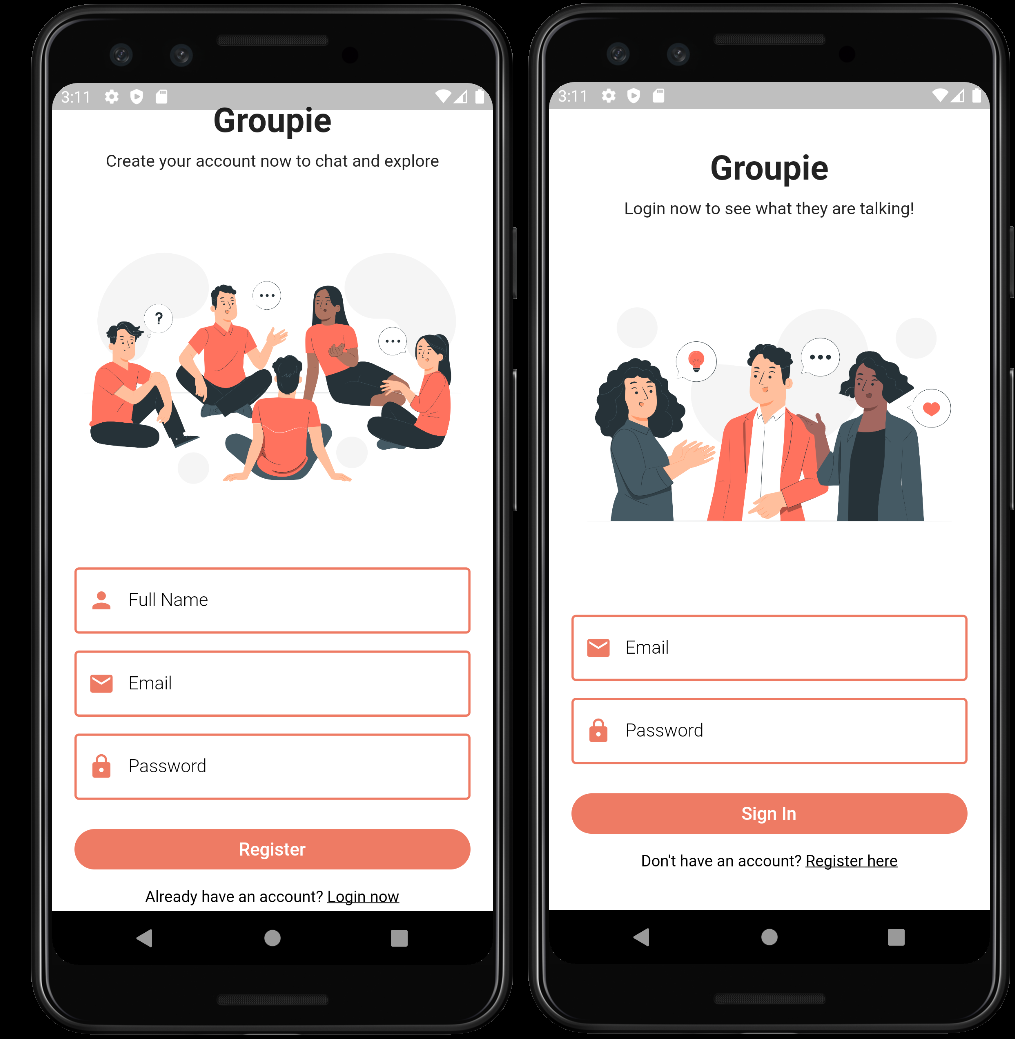 3:11
Groupie
Create your account now to chat and explore
?
Full Name
Email
Password
Register
Already have an account? Login now
3:11
Groupie
Login now to see what they are talking!
Email
Password
Sign In
Don't have an account? Register here